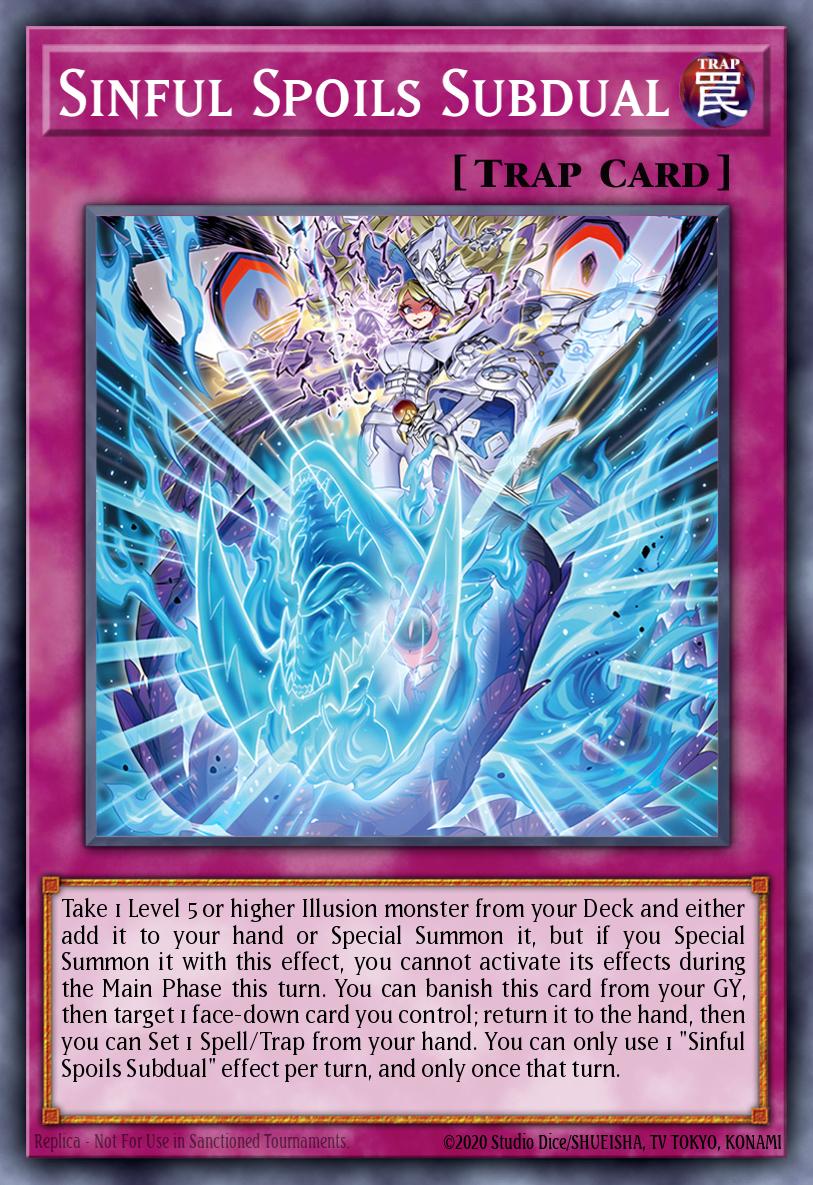 Sinful Spoils Subdual
TRAP
罠
[Trap Card]
Take 1 Level 5 or higher Illusion monster from your Deck and either
add it to your hand or Special Summon it, but if you Special
Summon it with this effect, you cannot activate its effects during
the Main Phase this turn. You can banish this card from your GY,
then target 1 face-down card you control; return it to the hand, then
you can Set 1 Spell/Trap from your hand. You can only use 1 "Sinful
Spoils Subdual" effect per turn, and only once that turn.
Replica - Not For Use in Sanctioned Tournaments.
©2020 Studio Dice/SHUEISHA, TV TOKYO, KONAMI